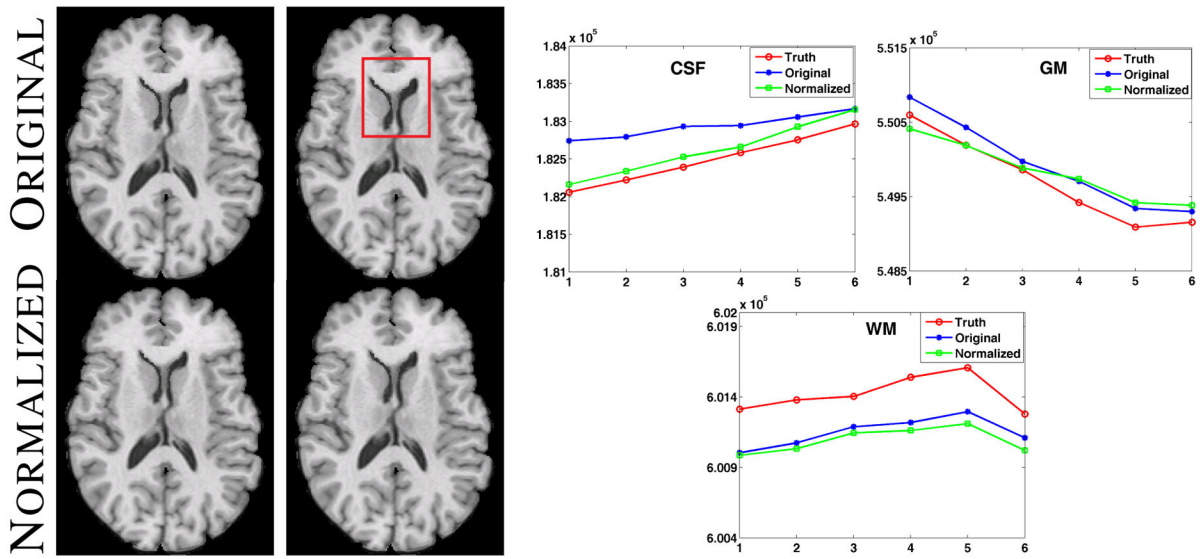 ORIGINAL
NORMALIZED
x 10^5
CSF
Truth
Original
Normalized
1.84
1.835
1.83
1.825
1.82
1.815
1.81
1 2 3 4 5 6
x 10^5
GM
Truth
Original
Normalized
5.515
5.505
5.495
5.485
1 2 3 4 5 6
x 10^5
WM
Truth
Original
Normalized
6.02
6.019
6.014
6.009
6.004
1 2 3 4 5 6